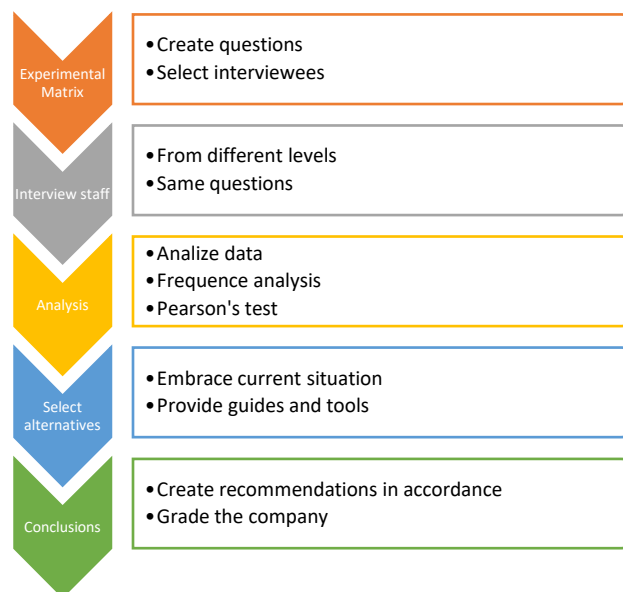 Experimental
Matrix
•Create questions
•Select interviewees
Interview staff
•From different levels
•Same questions
Analysis
•Analize data
•Frequence analysis
•Pearson's test
Select
alternatives
•Embrace current situation
•Provide guides and tools
Conclusions
•Create recommendations in accordance
•Grade the company